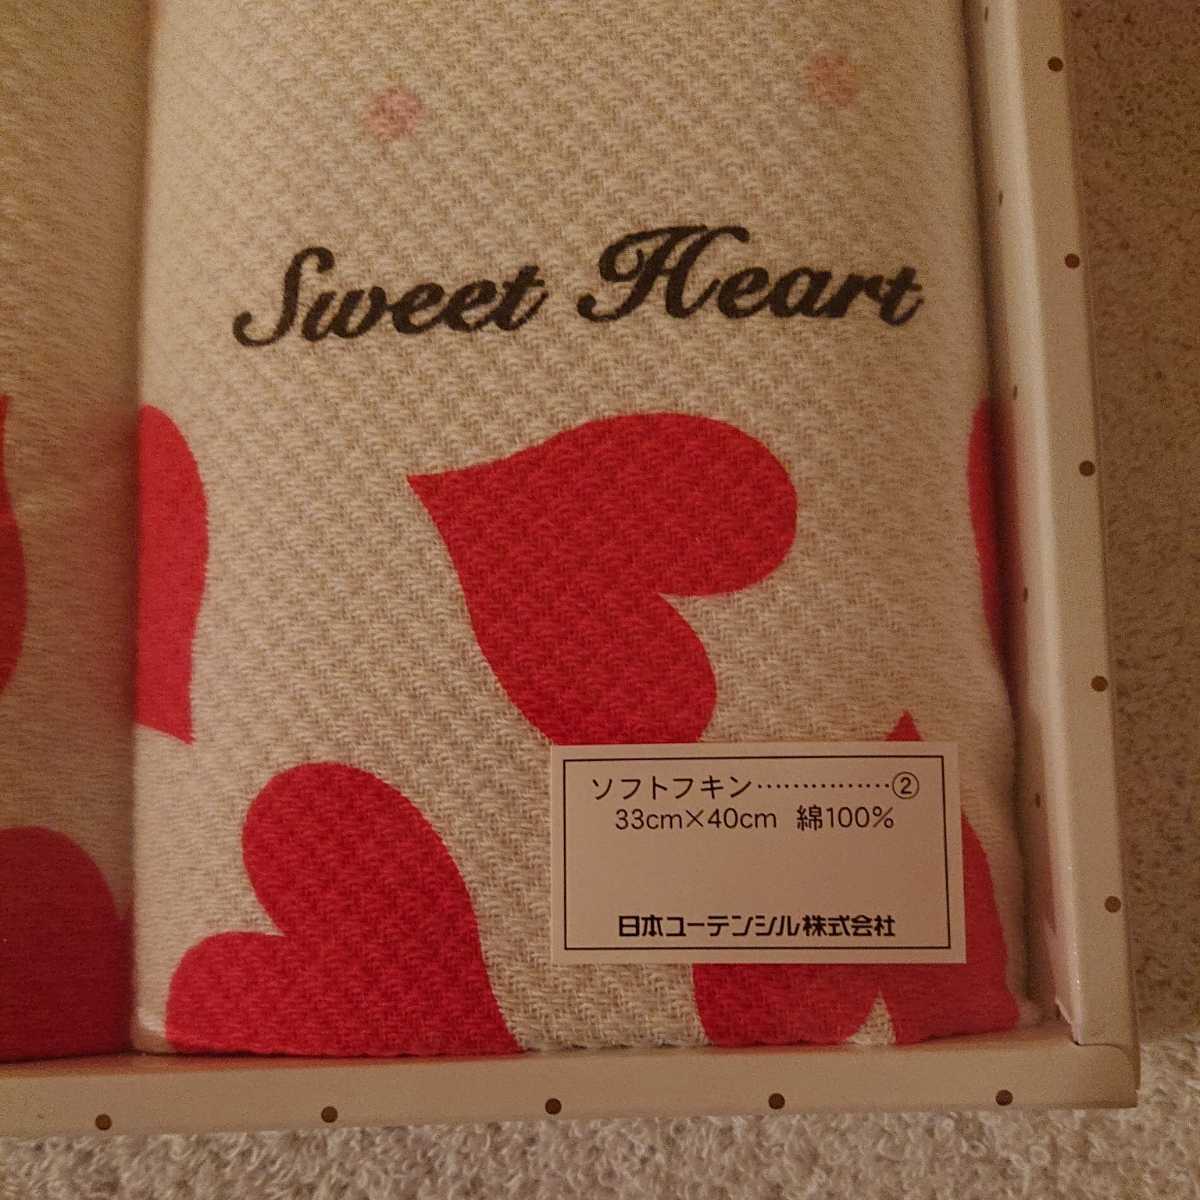 Sweet Heart
ソフトフキン……………②
33cm×40cm 綿100%
日本ユーテンシル株式会社